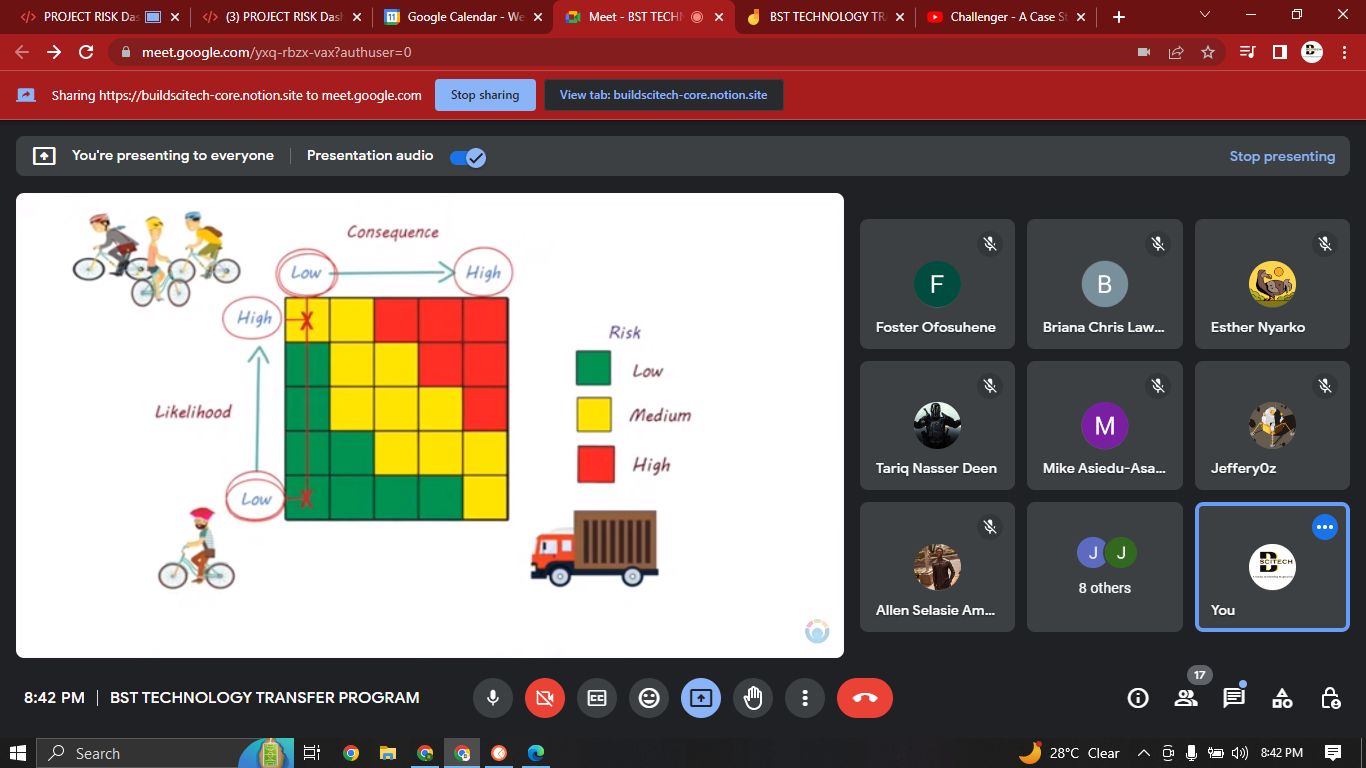 PROJECT RISK Das
(3) PROJECT RISK Dash
Google Calendar - We
Meet - BST TECHN
BST TECHNOLOGY TR
Challenger - A Case St
meet.google.com/yxq-rbzx-vax?authuser=0
Sharing https://buildscitech-core.notion.site to meet.google.com
Stop sharing
View tab: buildscitech-core.notion.site
You're presenting to everyone
Presentation audio
Stop presenting
Consequence
Low
High
High
X
Likelihood
Low
X
Risk
Low
Medium
High
F
Foster Ofosuhene
B
Briana Chris Law...
Esther Nyarko
Tariq Nasser Deen
M
Mike Asiedu-Asa...
Jeffery0z
Allen Selasie Am...
J J
8 others
SCITECH
You
8:42 PM
BST TECHNOLOGY TRANSFER PROGRAM
17
Search
28°C Clear
8:42 PM